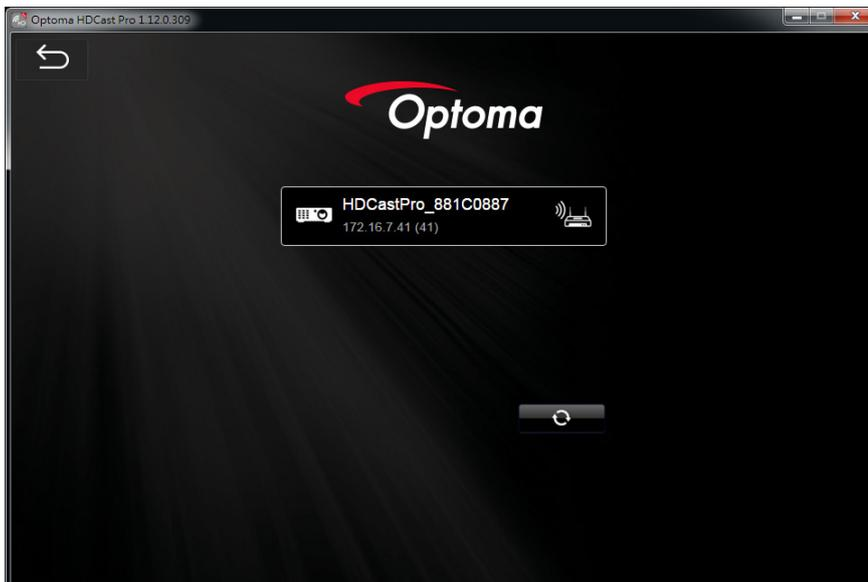 Optoma HDCast Pro 1.12.0.309
Optoma
HDCastPro_881C0887
172.16.7.41 (41)